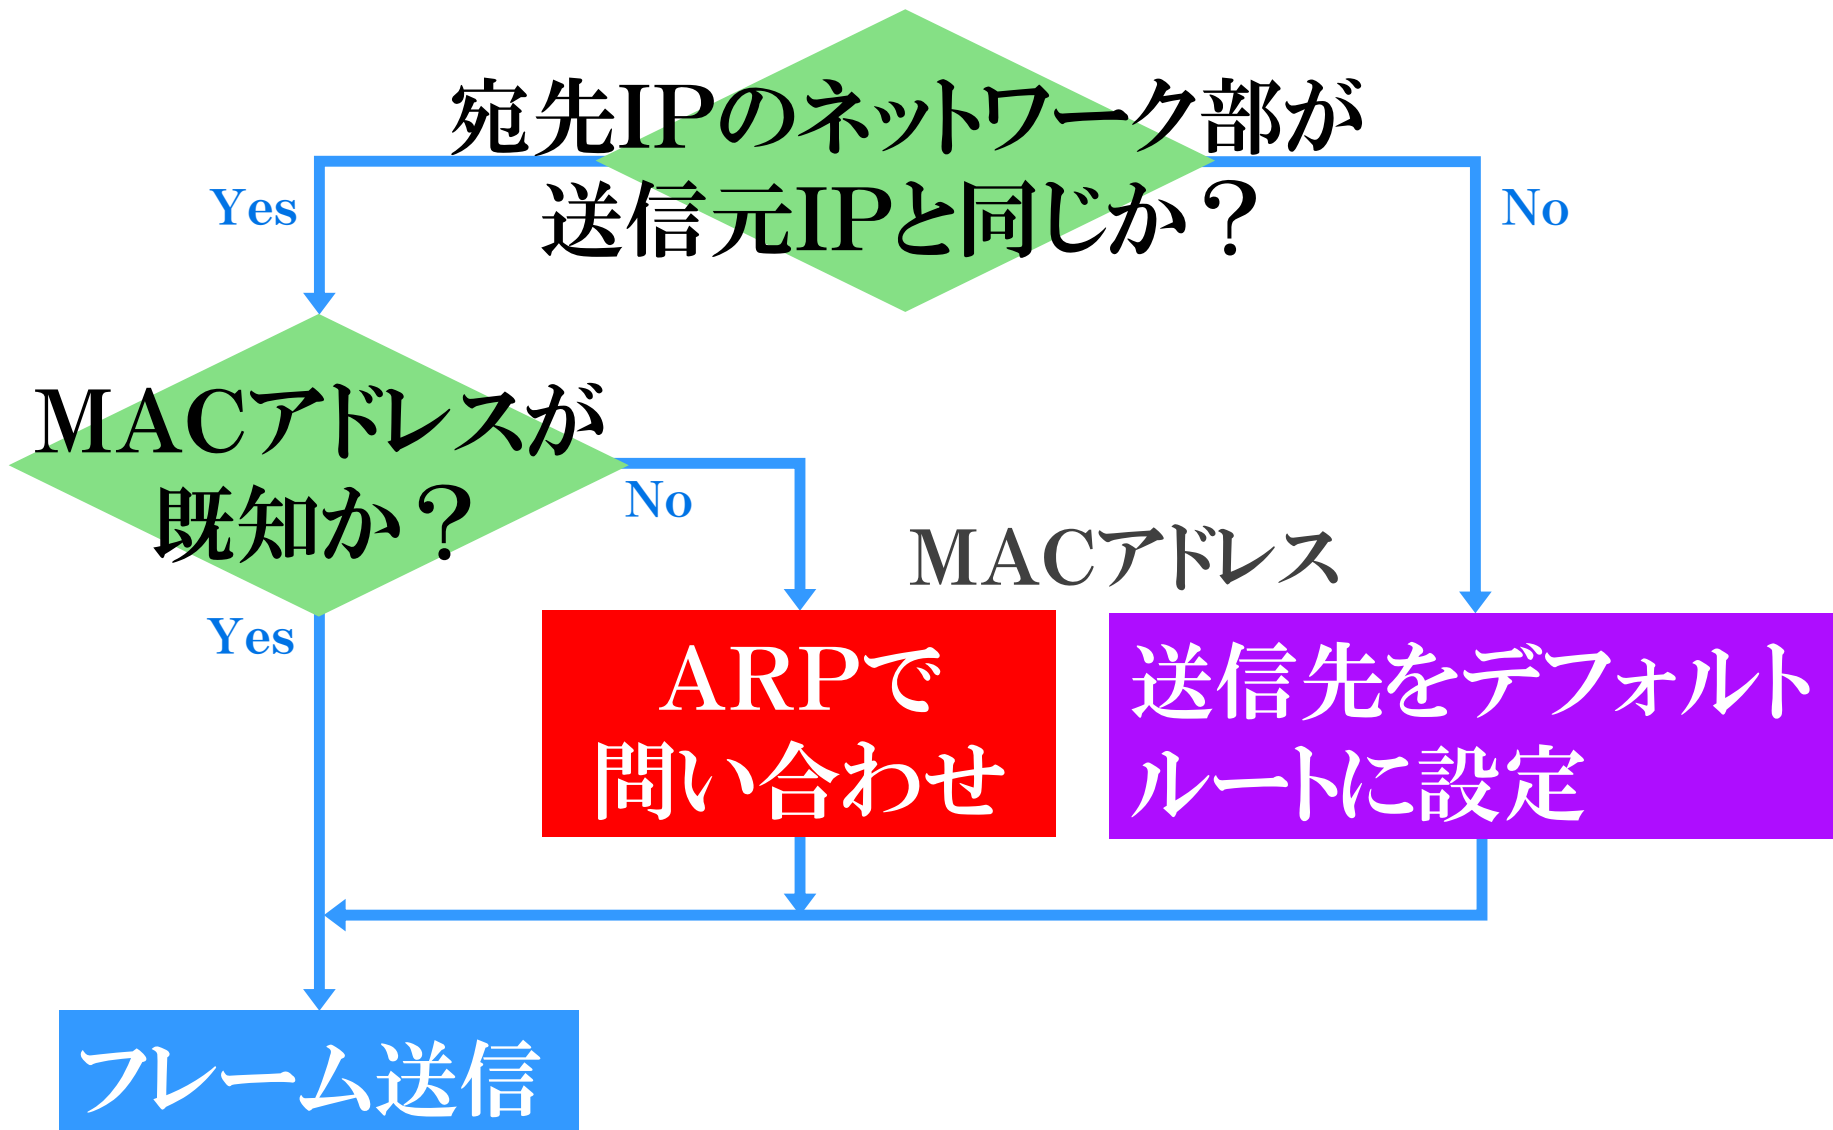 宛先IPのネットワーク部が
送信元IPと同じか？
Yes
No
MACアドレスが
既知か？
No
Yes
MACアドレス
ARPで
問い合わせ
送信先をデフォルト
ルートに設定
フレーム送信